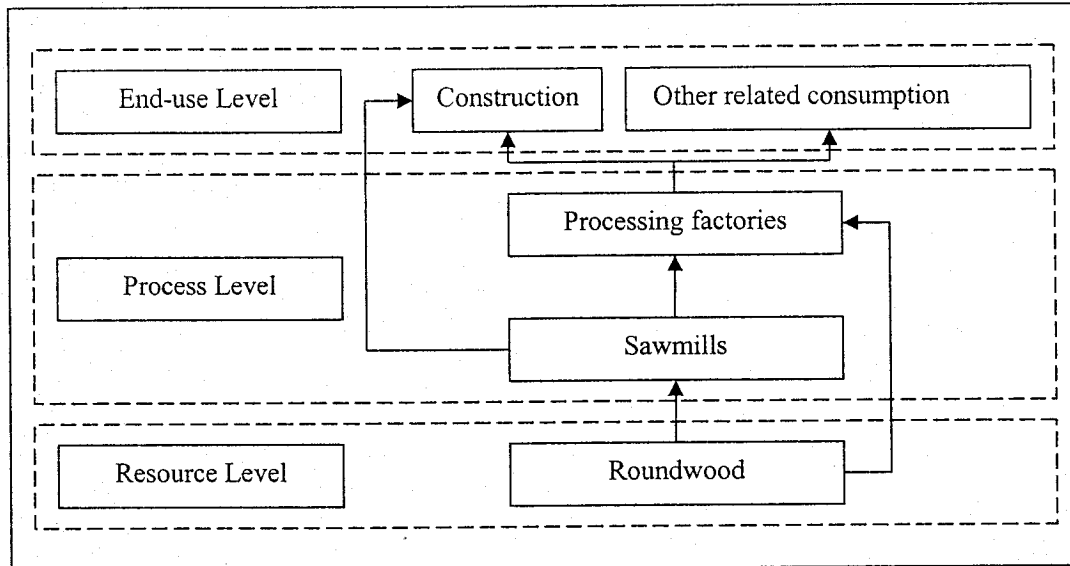 End-use Level
Construction
Other related consumption
Processing factories
Process Level
Sawmills
Resource Level
Roundwood